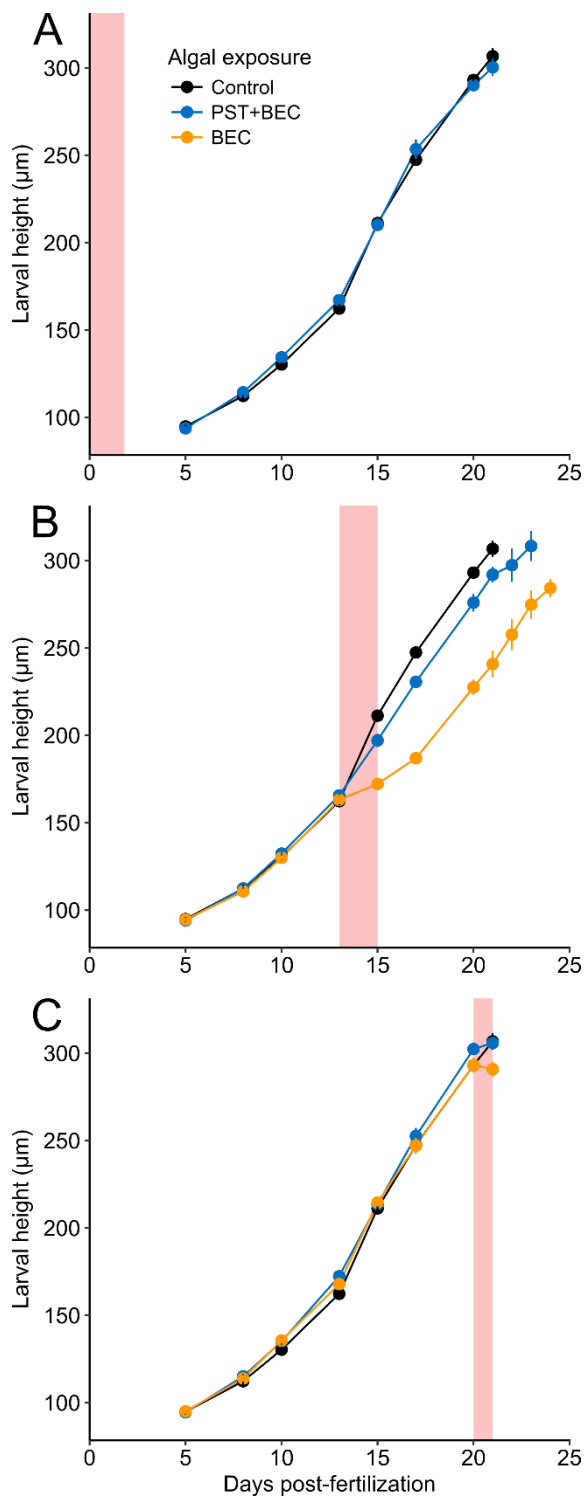 A
Algal exposure
Control
PST+BEC
BEC
Larval height (µm)
300
250
200
150
100
0 5 10 15 20 25
B
Larval height (µm)
300
250
200
150
100
0 5 10 15 20 25
C
Larval height (µm)
300
250
200
150
100
0 5 10 15 20 25
Days post-fertilization